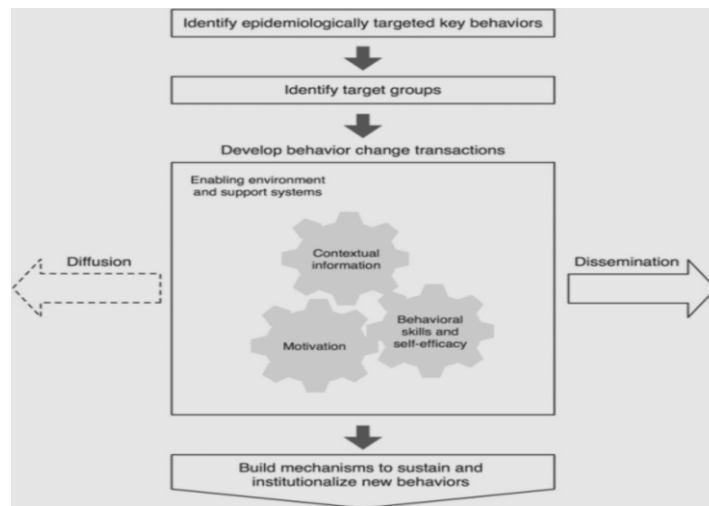 Identify epidemiologically targeted key behaviors
Identify target groups
Develop behavior change transactions
Enabling environment
and support systems
Contextual
information
Diffusion
Dissemination
Motivation
Behavioral
skills and
self-efficacy
Build mechanisms to sustain and
institutionalize new behaviors